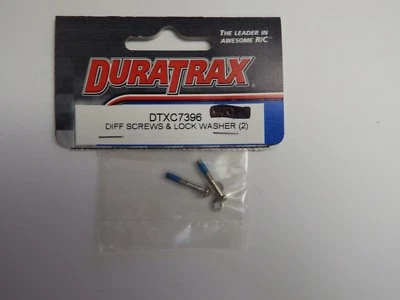 THE LEADER IN
AWESOME R/C™
DURATRAX®
DTXC7396
DIFF SCREWS & LOCK WASHER (2)